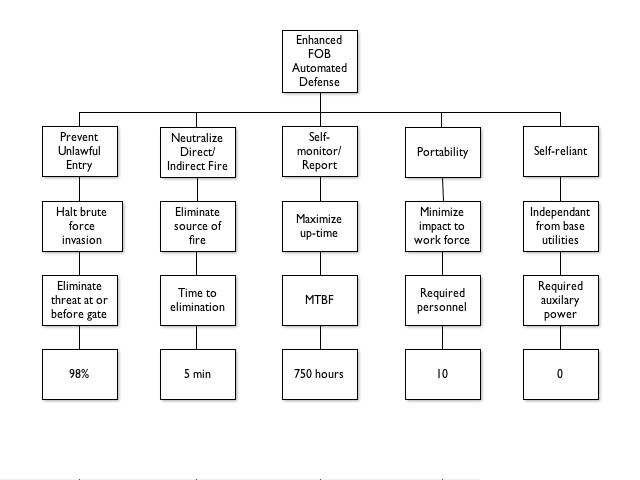 Enhanced
FOB
Automated
Defense
Prevent
Unlawful
Entry
Neutralize
Direct/
Indirect Fire
Self-
monitor/
Report
Portability
Self-reliant
Halt brute
force
invasion
Eliminate
source of
fire
Maximize
up-time
Minimize
impact to
work force
Independant
from base
utilities
Eliminate
threat at or
before gate
Time to
elimination
MTBF
Required
personnel
Required
auxilary
power
98%
5 min
750 hours
10
0